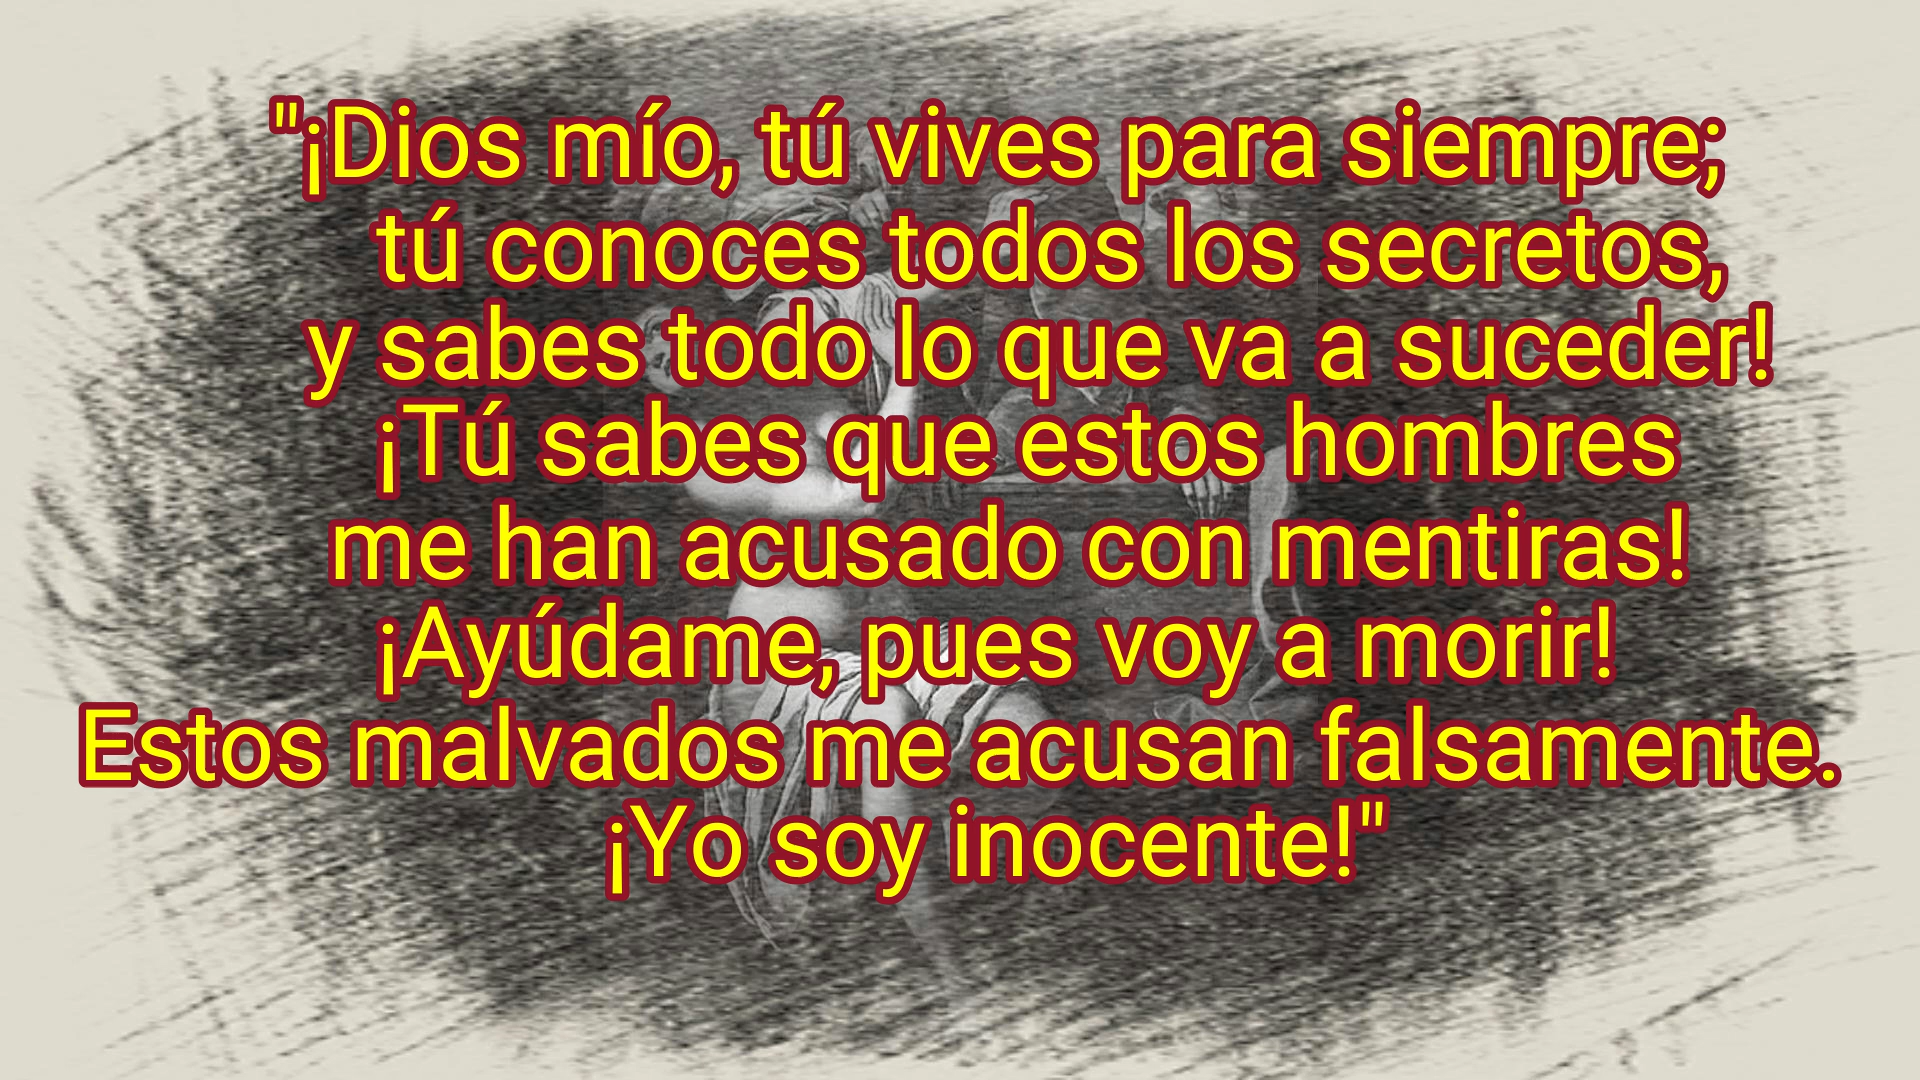 "¡Dios mío, tú vives para siempre;
tú conoces todos los secretos,
y sabes todo lo que va a suceder!
¡Tú sabes que estos hombres
me han acusado con mentiras!
¡Ayúdame, pues voy a morir!
Estos malvados me acusan falsamente.
¡Yo soy inocente!"